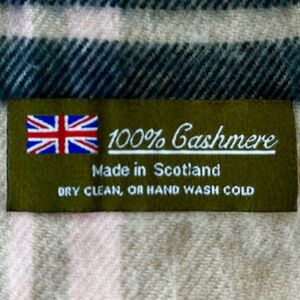 100% Cashmere
Made in Scotland
DRY CLEAN, OR HAND WASH COLD